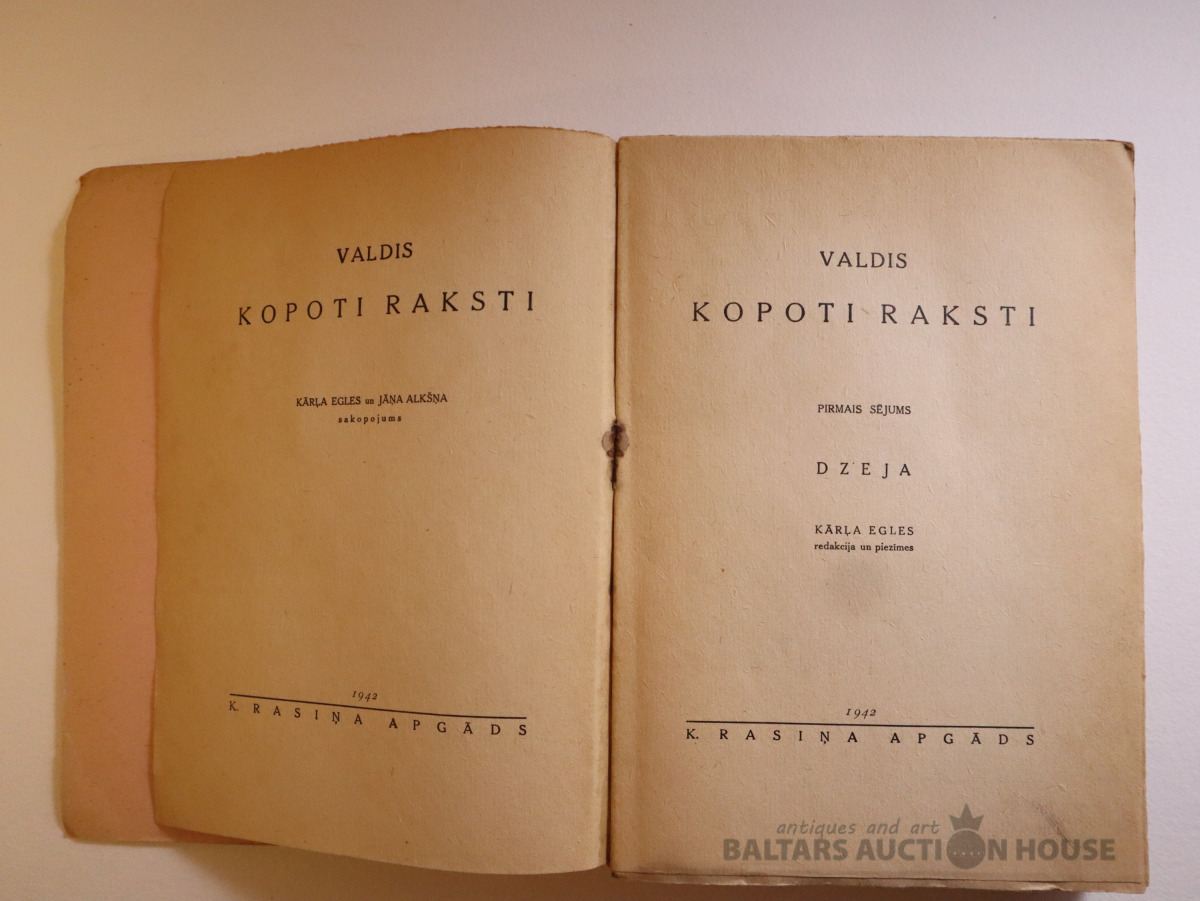 VALDIS
KOPOTI RAKSTI
KĀRĻA EGLES un JĀŅA ALKŠŅA
sakopojums
1942
K. RASIŅA APGĀDS
VALDIS
KOPOTI RAKSTI
PIRMAIS SĒJUMS
DZEJA
KĀRĻA EGLES
redakcija un piezīmes
1942
K. RASIŅA APGĀDS
antiques and art
BALTARS AUCTION HOUSE